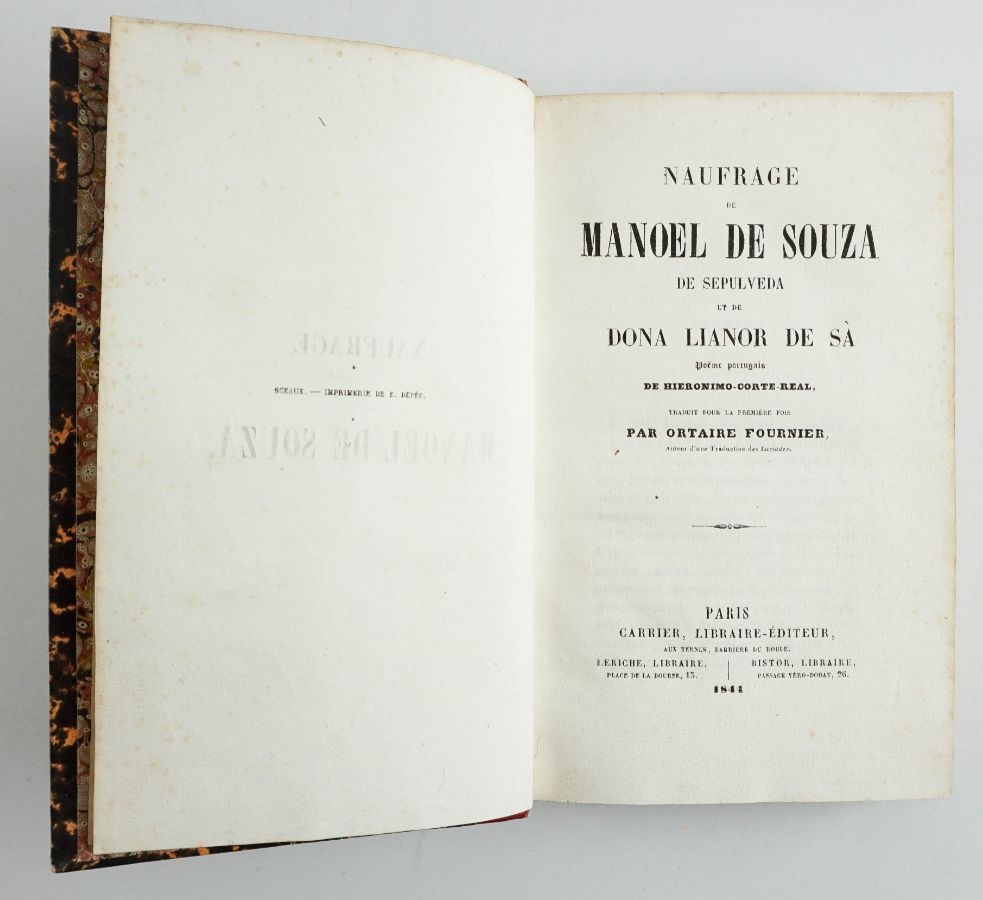 SCEAUX. — IMPRIMERIE DE E. DÉPÉE.
NAUFRAGE
DE
MANOEL DE SOUZA
DE SEPULVEDA
ET DE
DONA LIANOR DE SÀ
Poëme portugais
DE HIERONIMO-CORTE-REAL,
TRADUIT POUR LA PREMIÈRE FOIS
PAR ORTAIRE FOURNIER,
Auteur d'une Traduction des Lusiades.
PARIS
CARRIER, LIBRAIRE-ÉDITEUR,
AUX TERNES, BARRIÈRE DU ROULE.
LERICHE, LIBRAIRE,
PLACE DE LA BOURSE, 13.
BISTOR, LIBRAIRE,
PASSAGE VÉRO-DODAT, 26.
1844